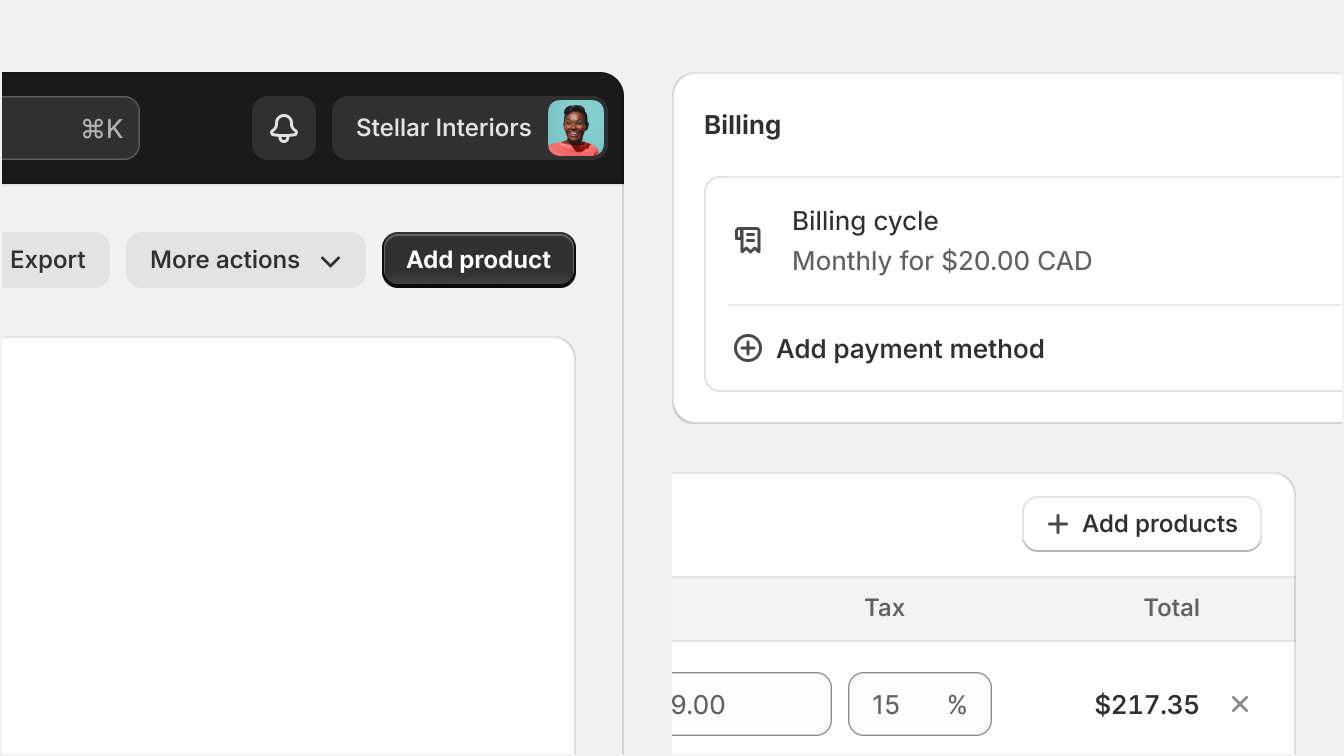 ⌘K
Stellar Interiors
Export
More actions
Add product
Billing
Billing cycle
Monthly for $20.00 CAD
Add payment method
Add products
Tax
Total
9.00
15 %
$217.35